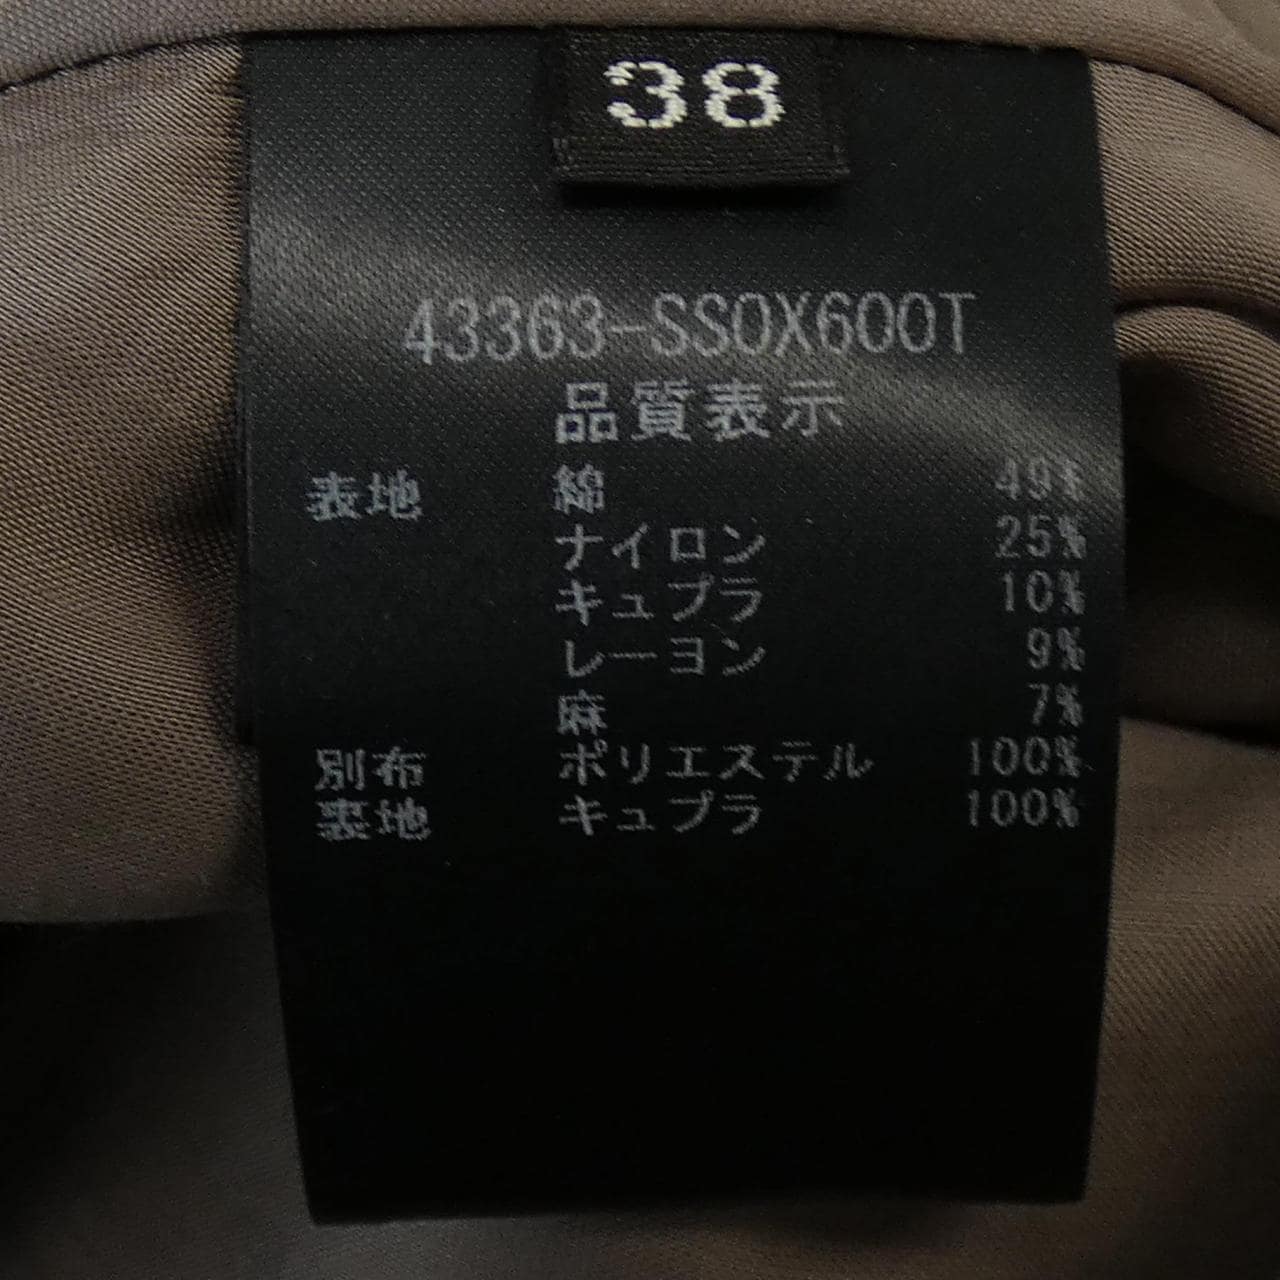 38
43363-SSOX600T
品質表示
表地 綿 49%
ナイロン 25%
キュプラ 10%
レーヨン 9%
麻 7%
別布 ポリエステル 100%
裏地 キュプラ 100%